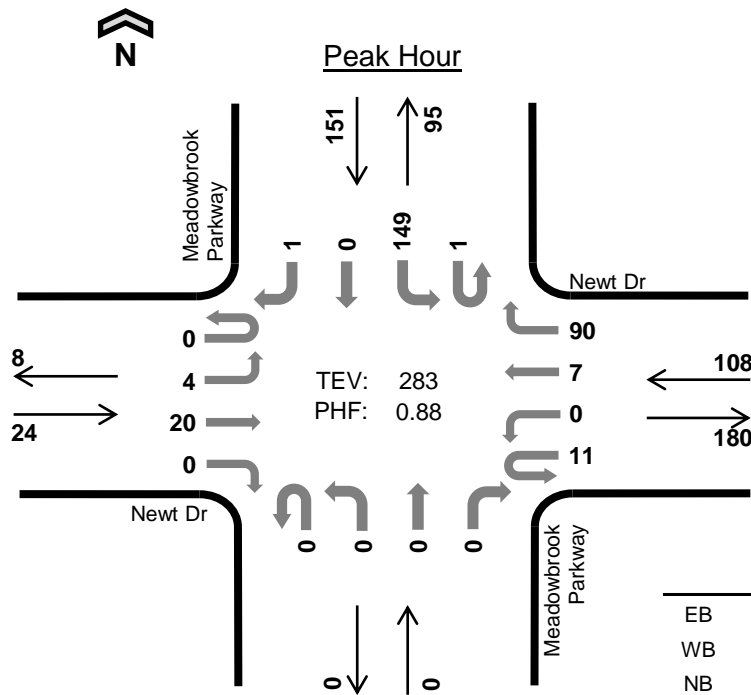 N
Peak Hour
151
95
Meadowbrook
Parkway
1
0
149
1
Newt Dr
0
90
8
4
TEV: 283
7
108
24
20
PHF: 0.88
0
180
0
11
Newt Dr
0
0
0
0
Meadowbrook
Parkway
EB
WB
0
0
NB